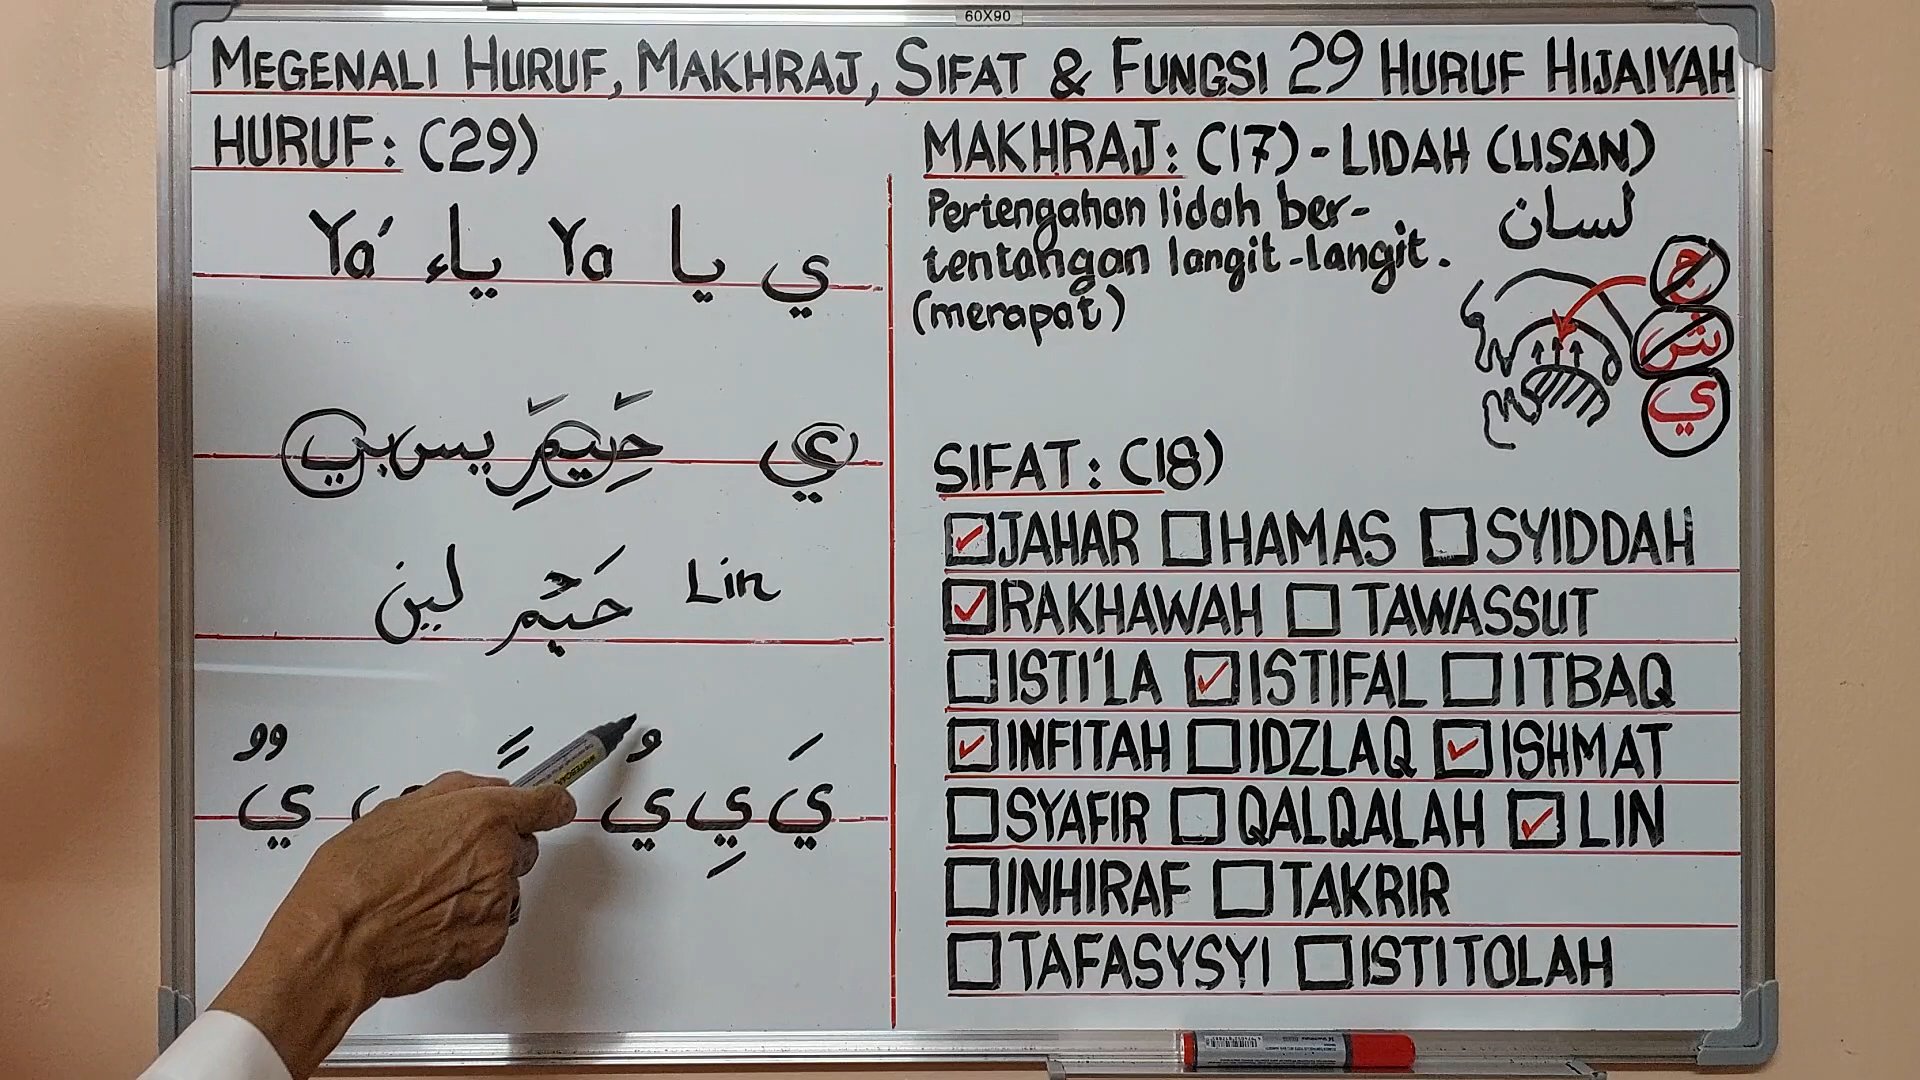 60X90
MEGENALI HURUF, MAKHRAJ, SIFAT & FUNGSI 29 HURUF HIJAIYAH
HURUF: (29)
ي يا Ya ياء Ya'
ي
Lin لين
يَ يِ يُ
يٌ
MAKHRAJ: (17) - LIDAH (LISAN)
لسان
Pertengahan lidah ber-
tentangan langit-langit.
(merapat)
ج
ش
ي
SIFAT: (18)
JAHAR HAMAS SYIDDAH
RAKHAWAH TAWASSUT
ISTI'LA ISTIFAL ITBAQ
INFITAH IDZLAQ ISHMAT
SYAFIR QALQALAH LIN
INHIRAF TAKRIR
TAFASYSYI ISTITOLAH